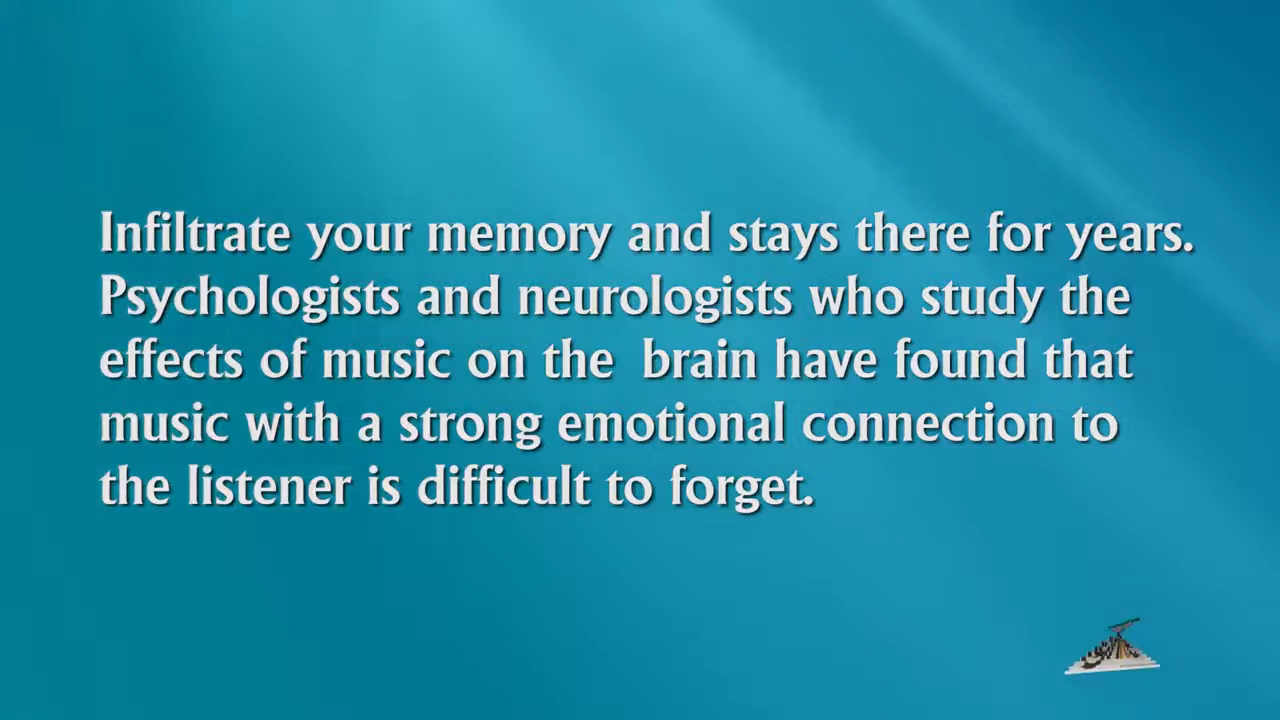 Infiltrate your memory and stays there for years.
Psychologists and neurologists who study the
effects of music on the brain have found that
music with a strong emotional connection to
the listener is difficult to forget.